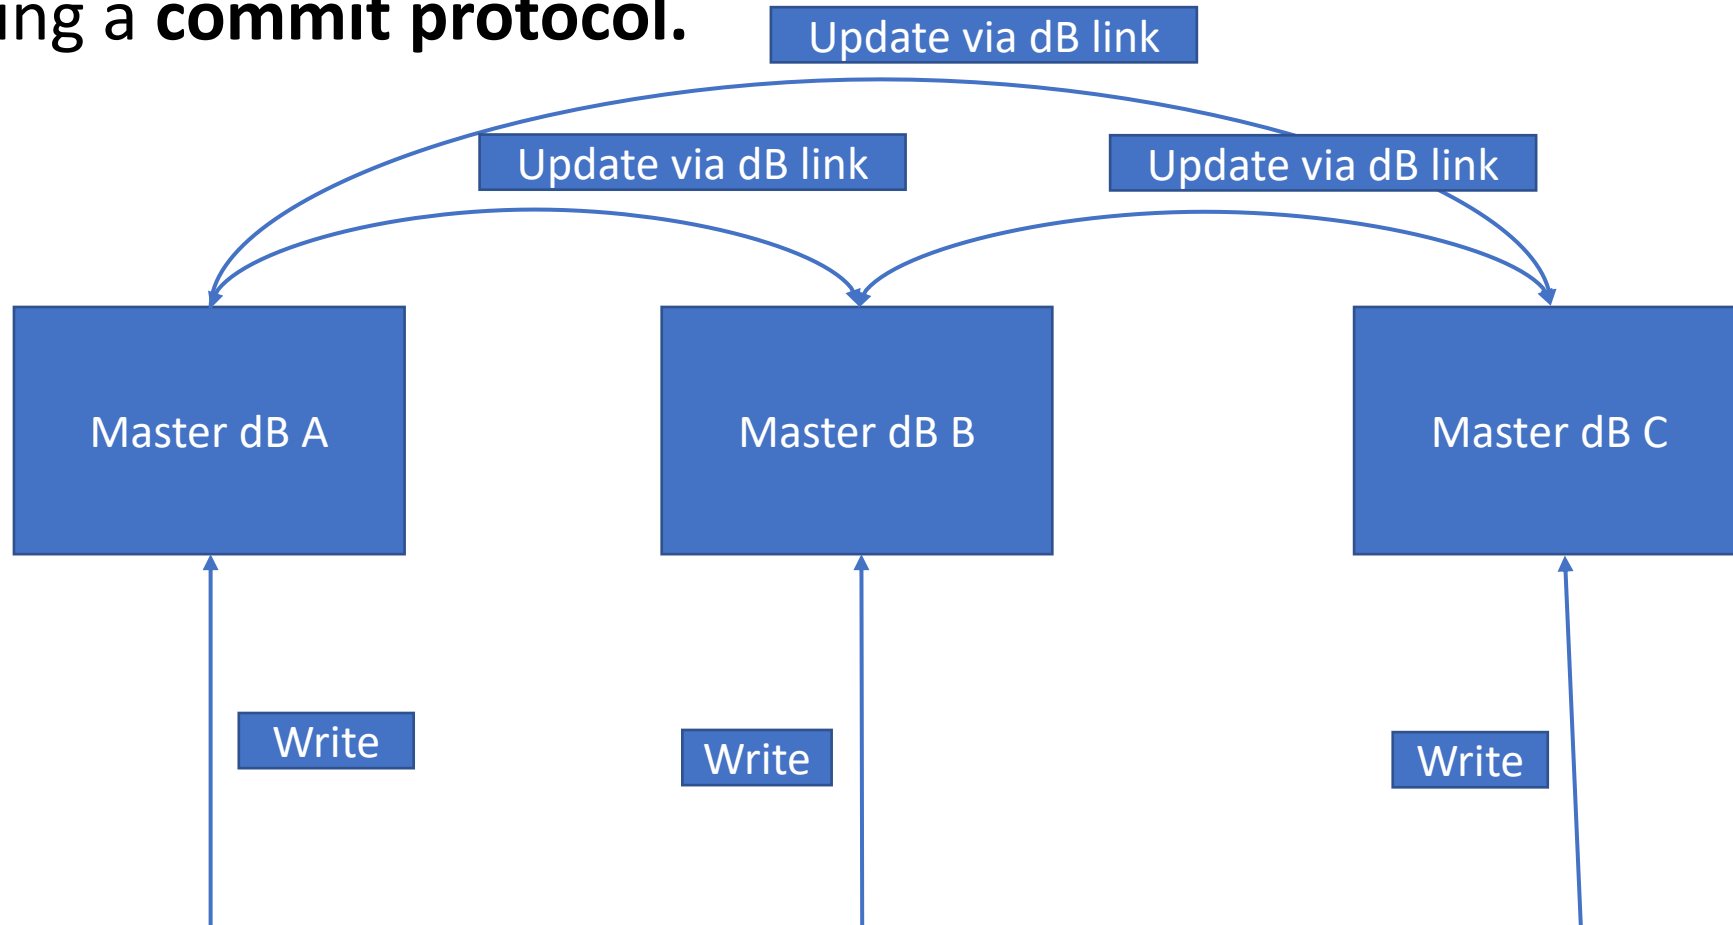 a commit protocol.
Update via dB link
Update via dB link
Update via dB link
Master dB A
Master dB B
Master dB C
Write
Write
Write